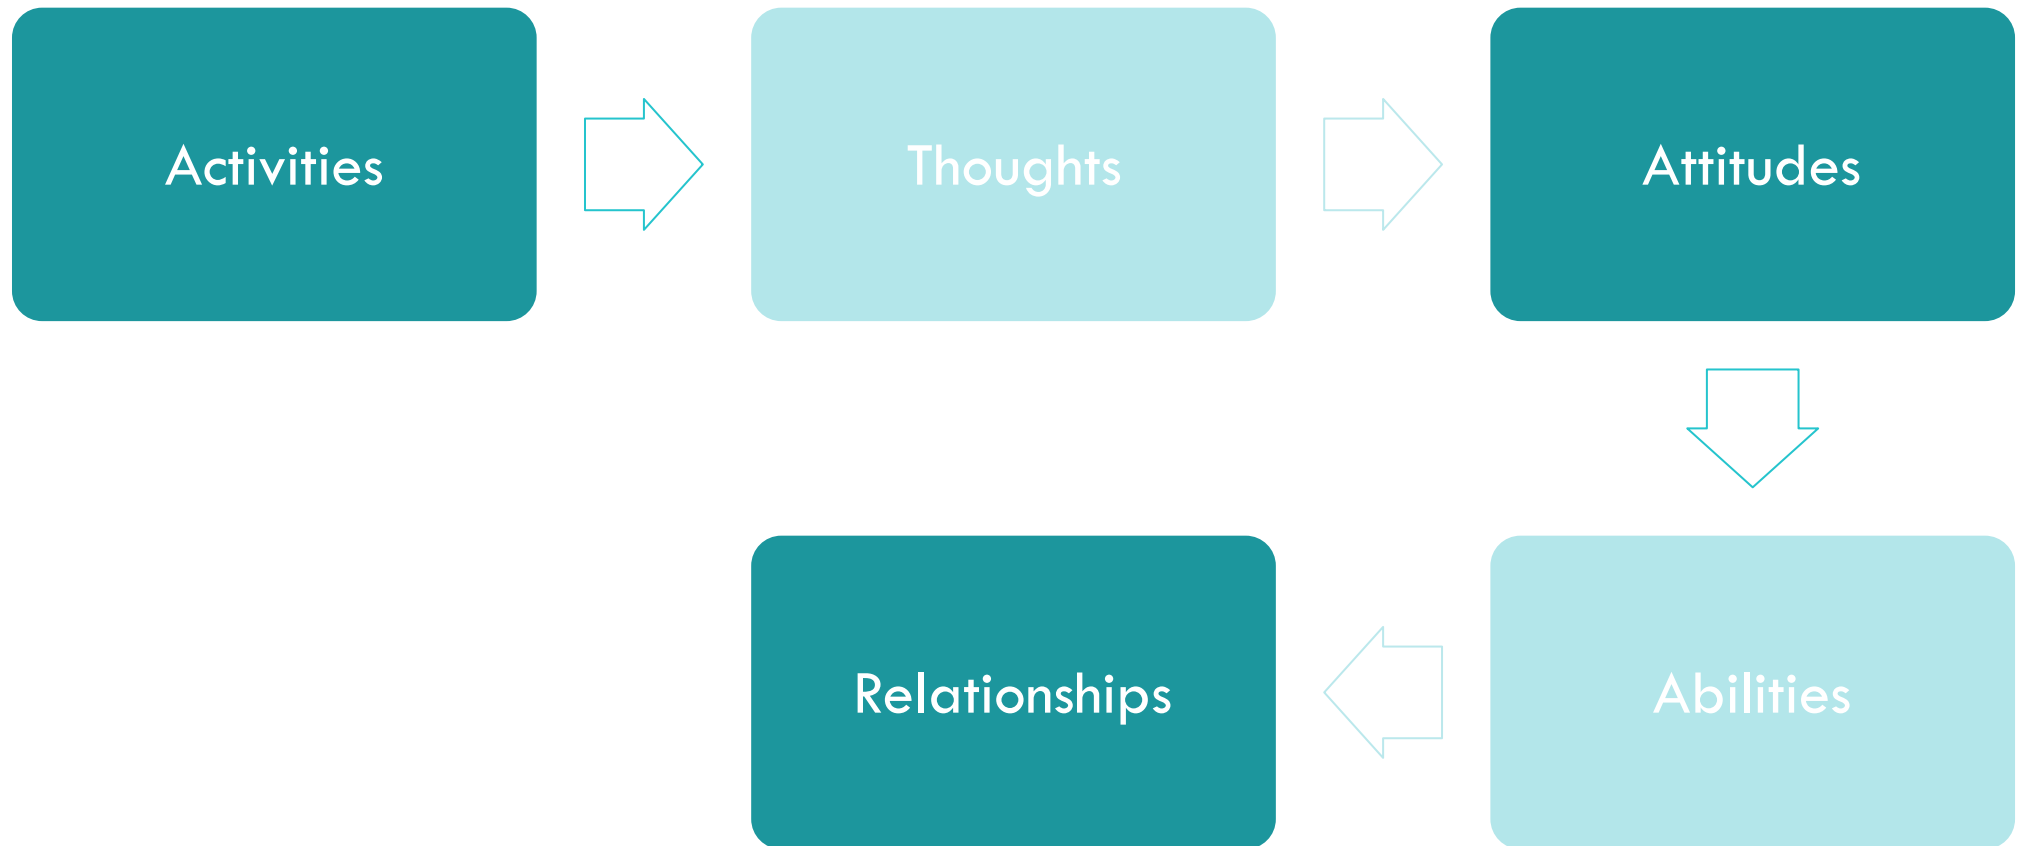 Activities
Thoughts
Attitudes
Abilities
Relationships